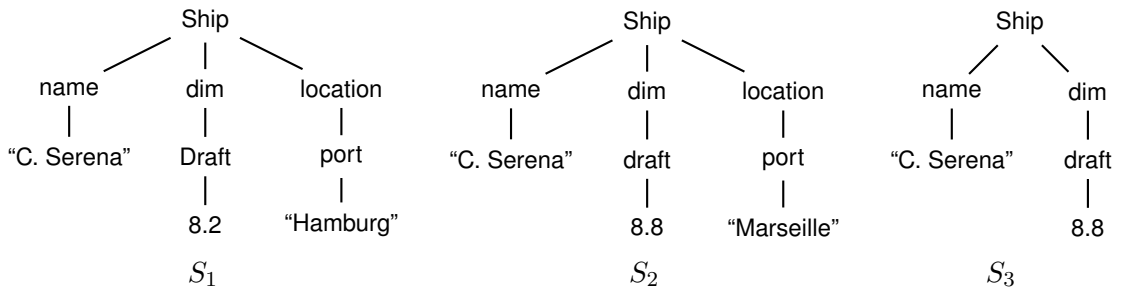 Ship Ship Ship
name dim location name dim location name dim
“C. Serena” Draft port “C. Serena” draft port “C. Serena” draft
8.2 “Hamburg” 8.8 “Marseille” 8.8
S1 S2 S3